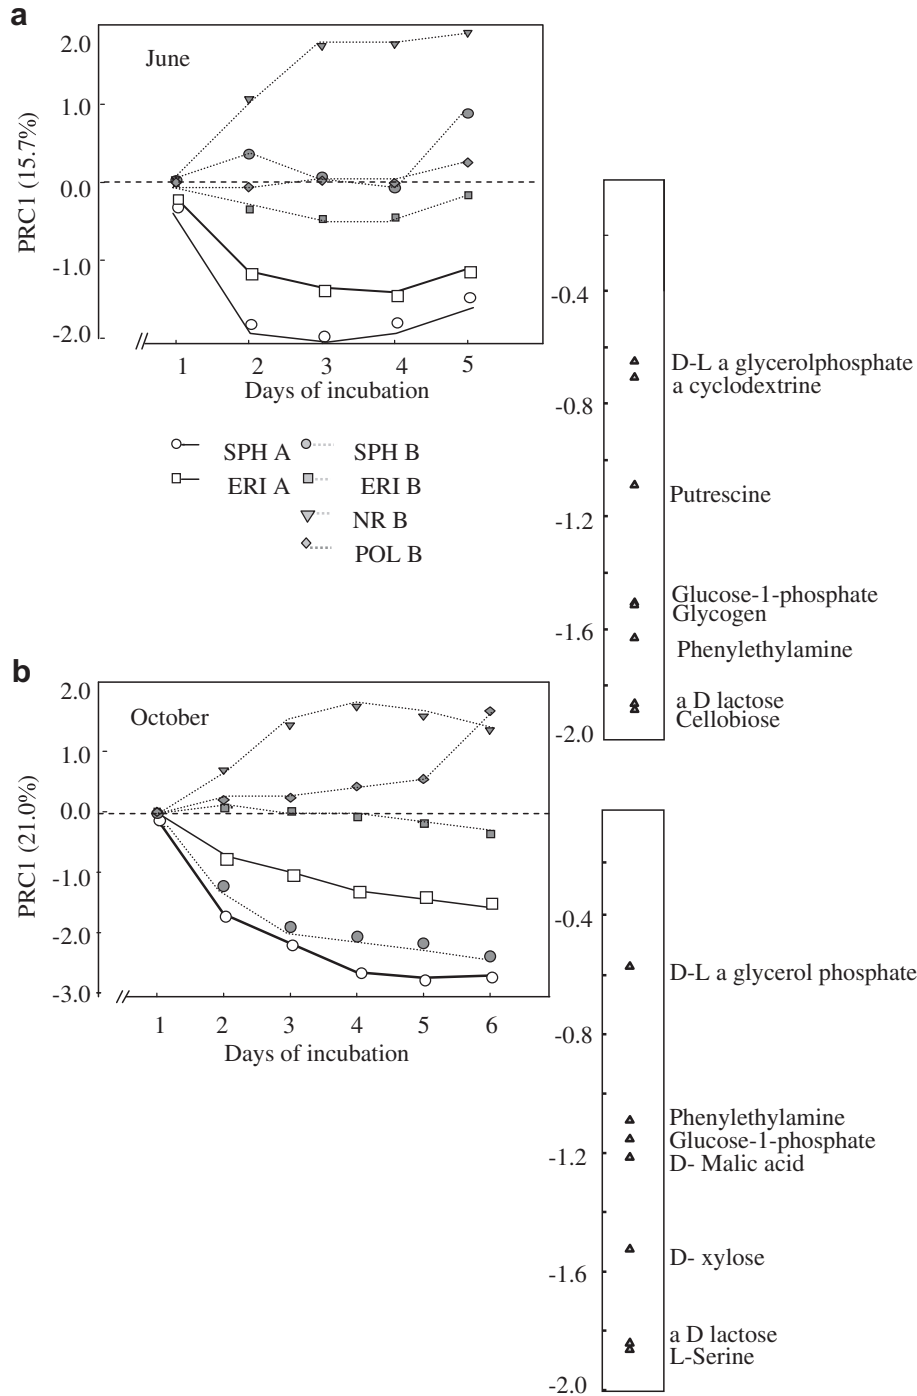 a
June
PRC1 (15.7%)
2.0
1.0
0.0
-1.0
-2.0
//
1 2 3 4 5
Days of incubation
SPH A SPH B
ERI A ERI B
NR B
POL B
-0.4
-0.8
-1.2
-1.6
-2.0
D-L a glycerolphosphate
a cyclodextrine
Putrescine
Glucose-1-phosphate
Glycogen
Phenylethylamine
a D lactose
Cellobiose
b
October
PRC1 (21.0%)
2.0
1.0
0.0
-1.0
-2.0
-3.0
//
1 2 3 4 5 6
Days of incubation
-0.4
-0.8
-1.2
-1.6
-2.0
D-L a glycerol phosphate
Phenylethylamine
Glucose-1-phosphate
D- Malic acid
D- xylose
a D lactose
L-Serine